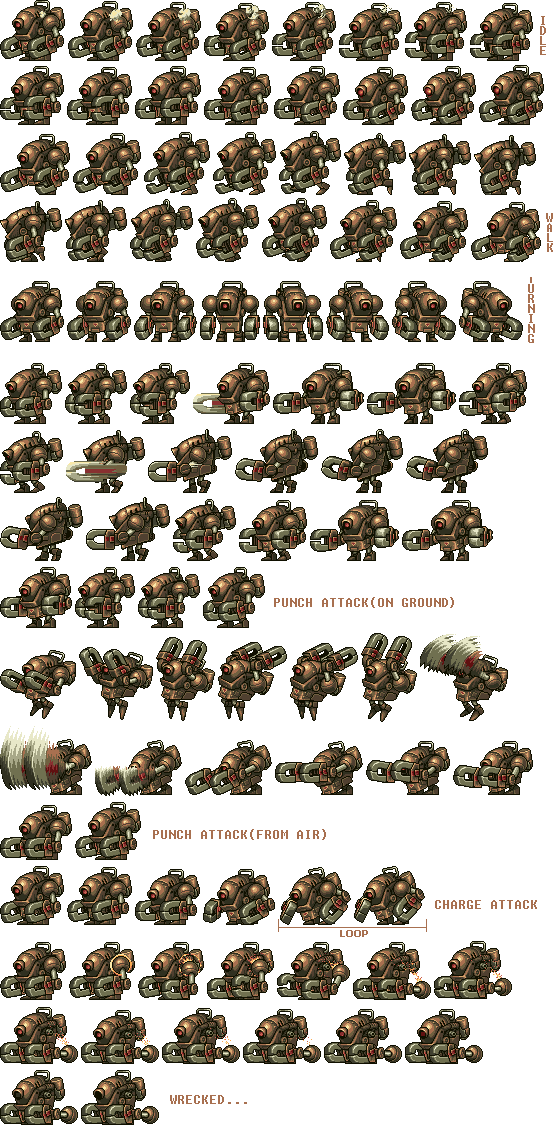 IDLE
WALK
TURNING
PUNCH ATTACK(ON GROUND)
PUNCH ATTACK(FROM AIR)
CHARGE ATTACK
LOOP
WRECKED...